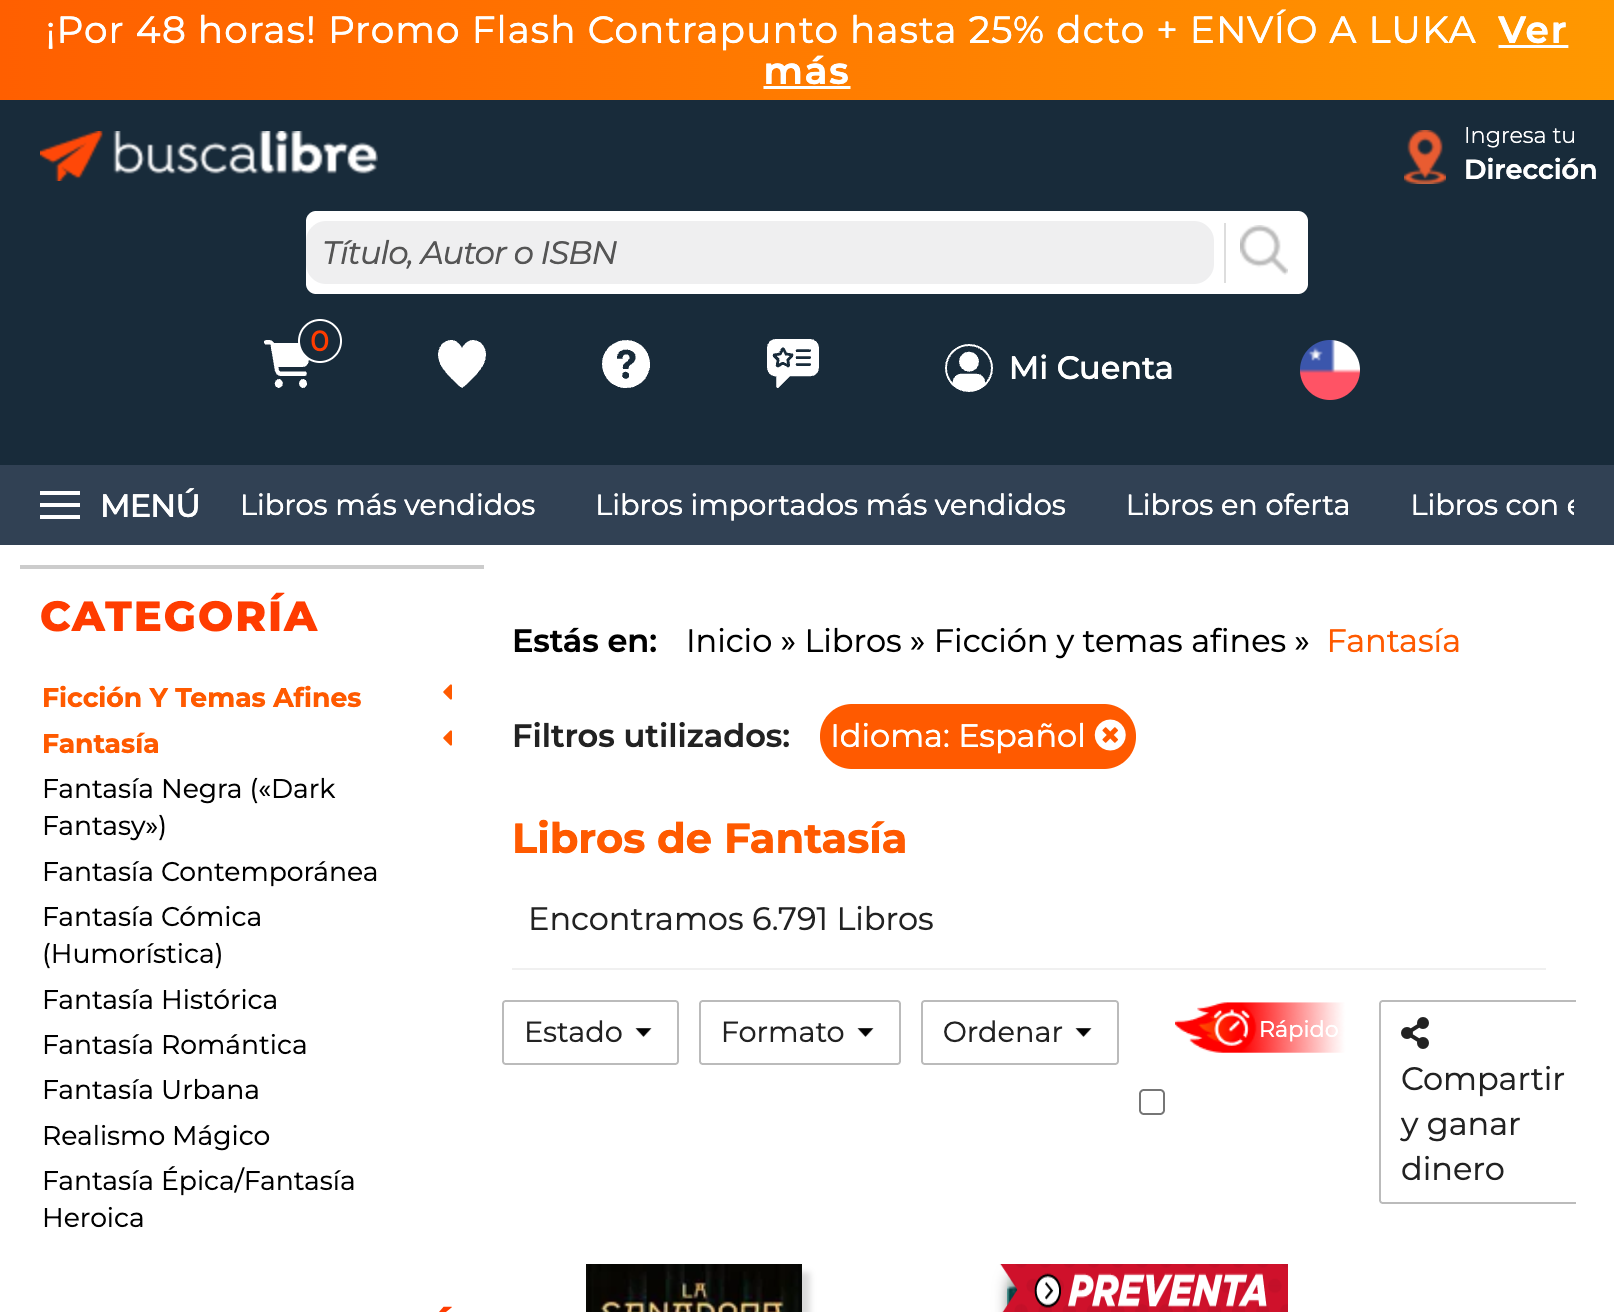 ¡Por 48 horas! Promo Flash Contrapunto hasta 25% dcto + ENVÍO A LUKA Ver
más
buscalibre
Ingresa tu
Dirección
Título, Autor o ISBN
0
Mi Cuenta
MENÚ Libros más vendidos Libros importados más vendidos Libros en oferta Libros con
CATEGORÍA
Ficción Y Temas Afines
Fantasía
Fantasía Negra («Dark
Fantasy»)
Fantasía Contemporánea
Fantasía Cómica
(Humorística)
Fantasía Histórica
Fantasía Romántica
Fantasía Urbana
Realismo Mágico
Fantasía Épica/Fantasía
Heroica
Estás en: Inicio » Libros » Ficción y temas afines » Fantasía
Filtros utilizados: Idioma: Español
Libros de Fantasía
Encontramos 6.791 Libros
Estado Formato Ordenar Rápido
Compartir
y ganar
dinero
LA
SANADORA
PREVENTA